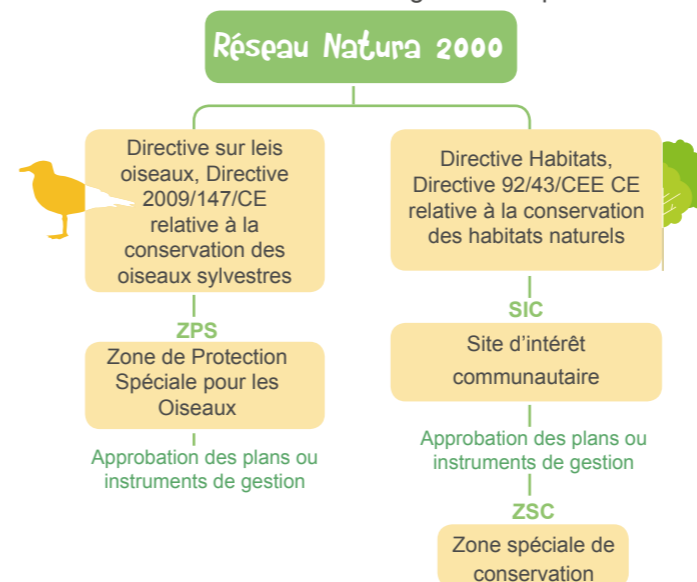 Réseau Natura 2000
Directive sur leis
oiseaux, Directive
2009/147/CE
relative à la
conservation des
oiseaux sylvestres
ZPS
Zone de Protection
Spéciale pour les
Oiseaux
Approbation des plans ou
instruments de gestion
Directive Habitats,
Directive 92/43/CEE CE
relative à la conservation
des habitats naturels
SIC
Site d’intérêt
communautaire
Approbation des plans ou
instruments de gestion
ZSC
Zone spéciale de
conservation